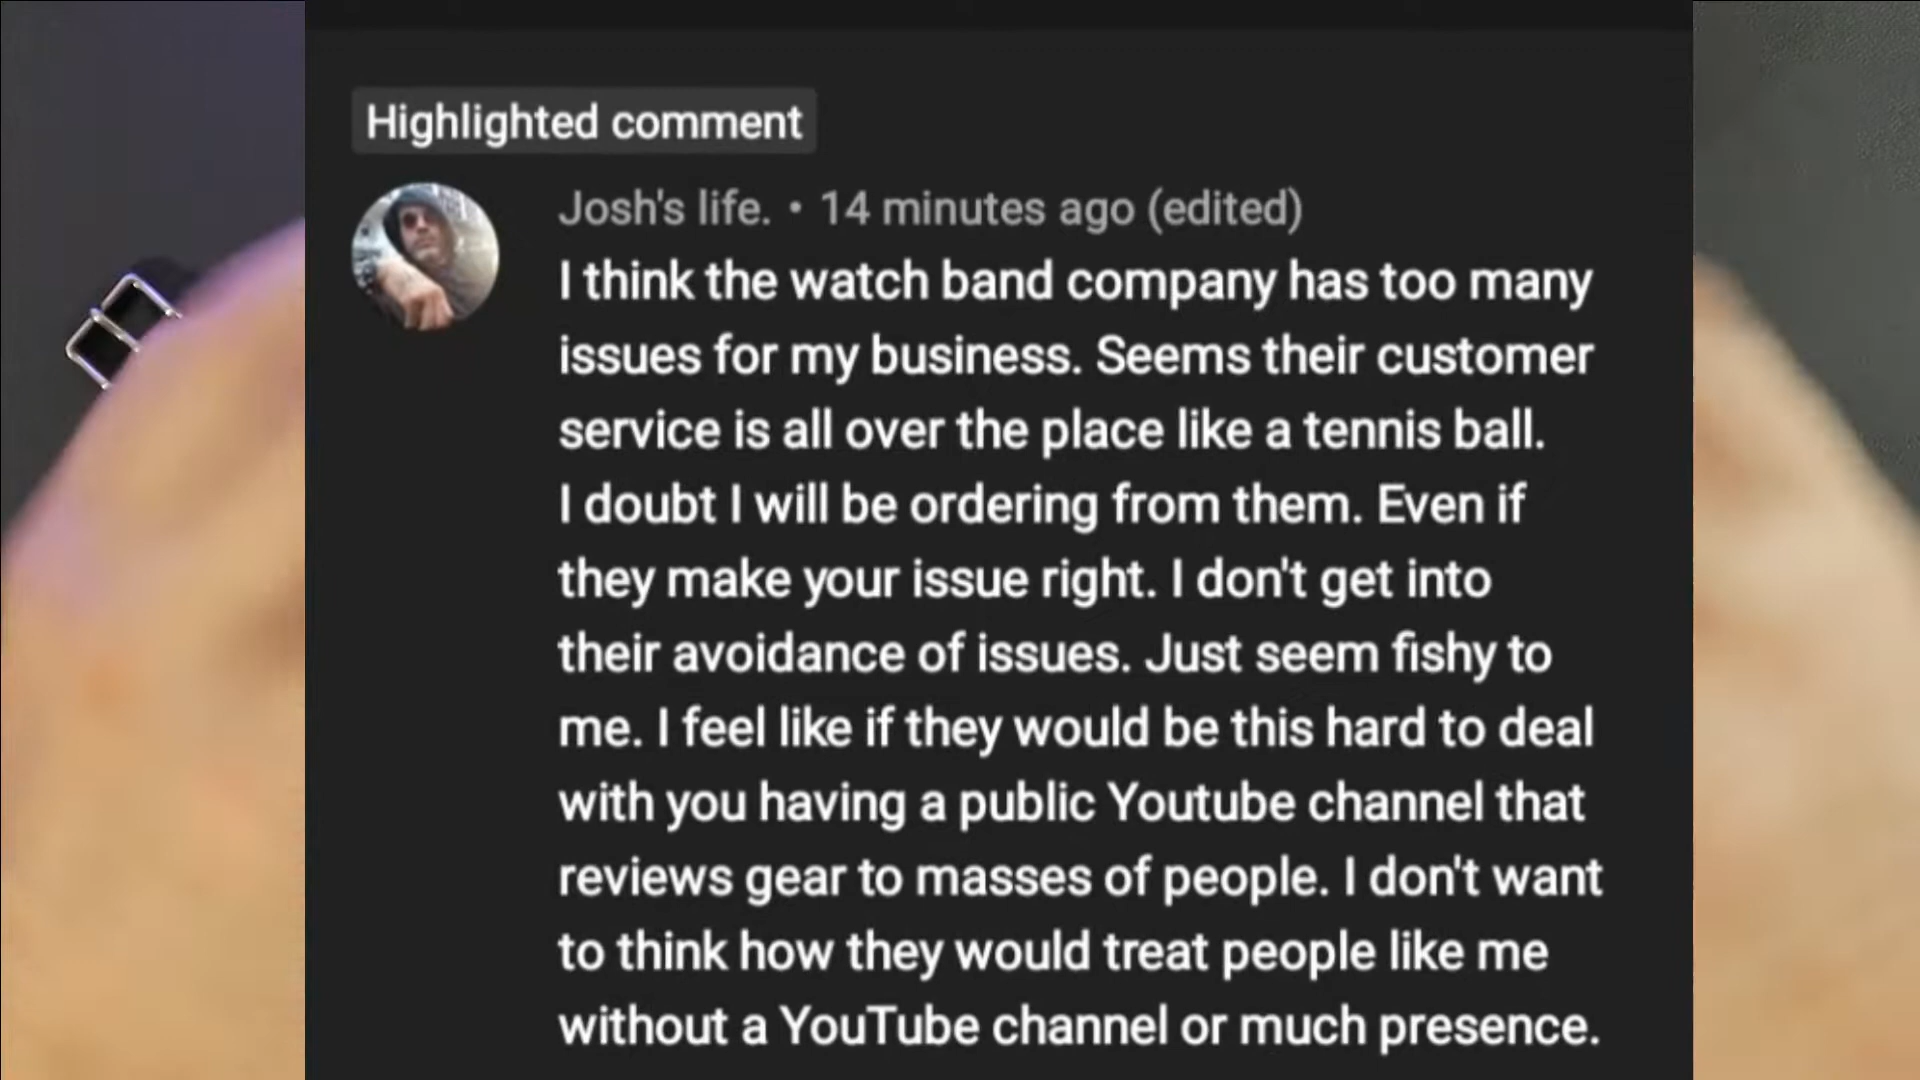 Highlighted comment
Josh's life. • 14 minutes ago (edited)
I think the watch band company has too many
issues for my business. Seems their customer
service is all over the place like a tennis ball.
I doubt I will be ordering from them. Even if
they make your issue right. I don't get into
their avoidance of issues. Just seem fishy to
me. I feel like if they would be this hard to deal
with you having a public Youtube channel that
reviews gear to masses of people. I don't want
to think how they would treat people like me
without a YouTube channel or much presence.